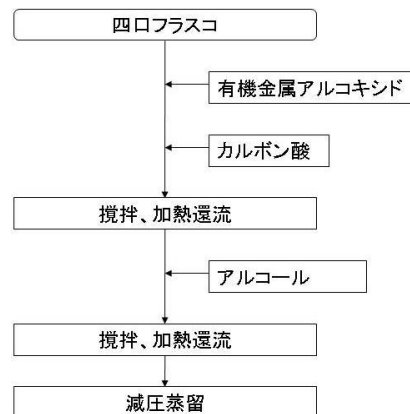 四口フラスコ
有機金属アルコキシド
カルボン酸
撹拌、加熱還流
アルコール
撹拌、加熱還流
減圧蒸留